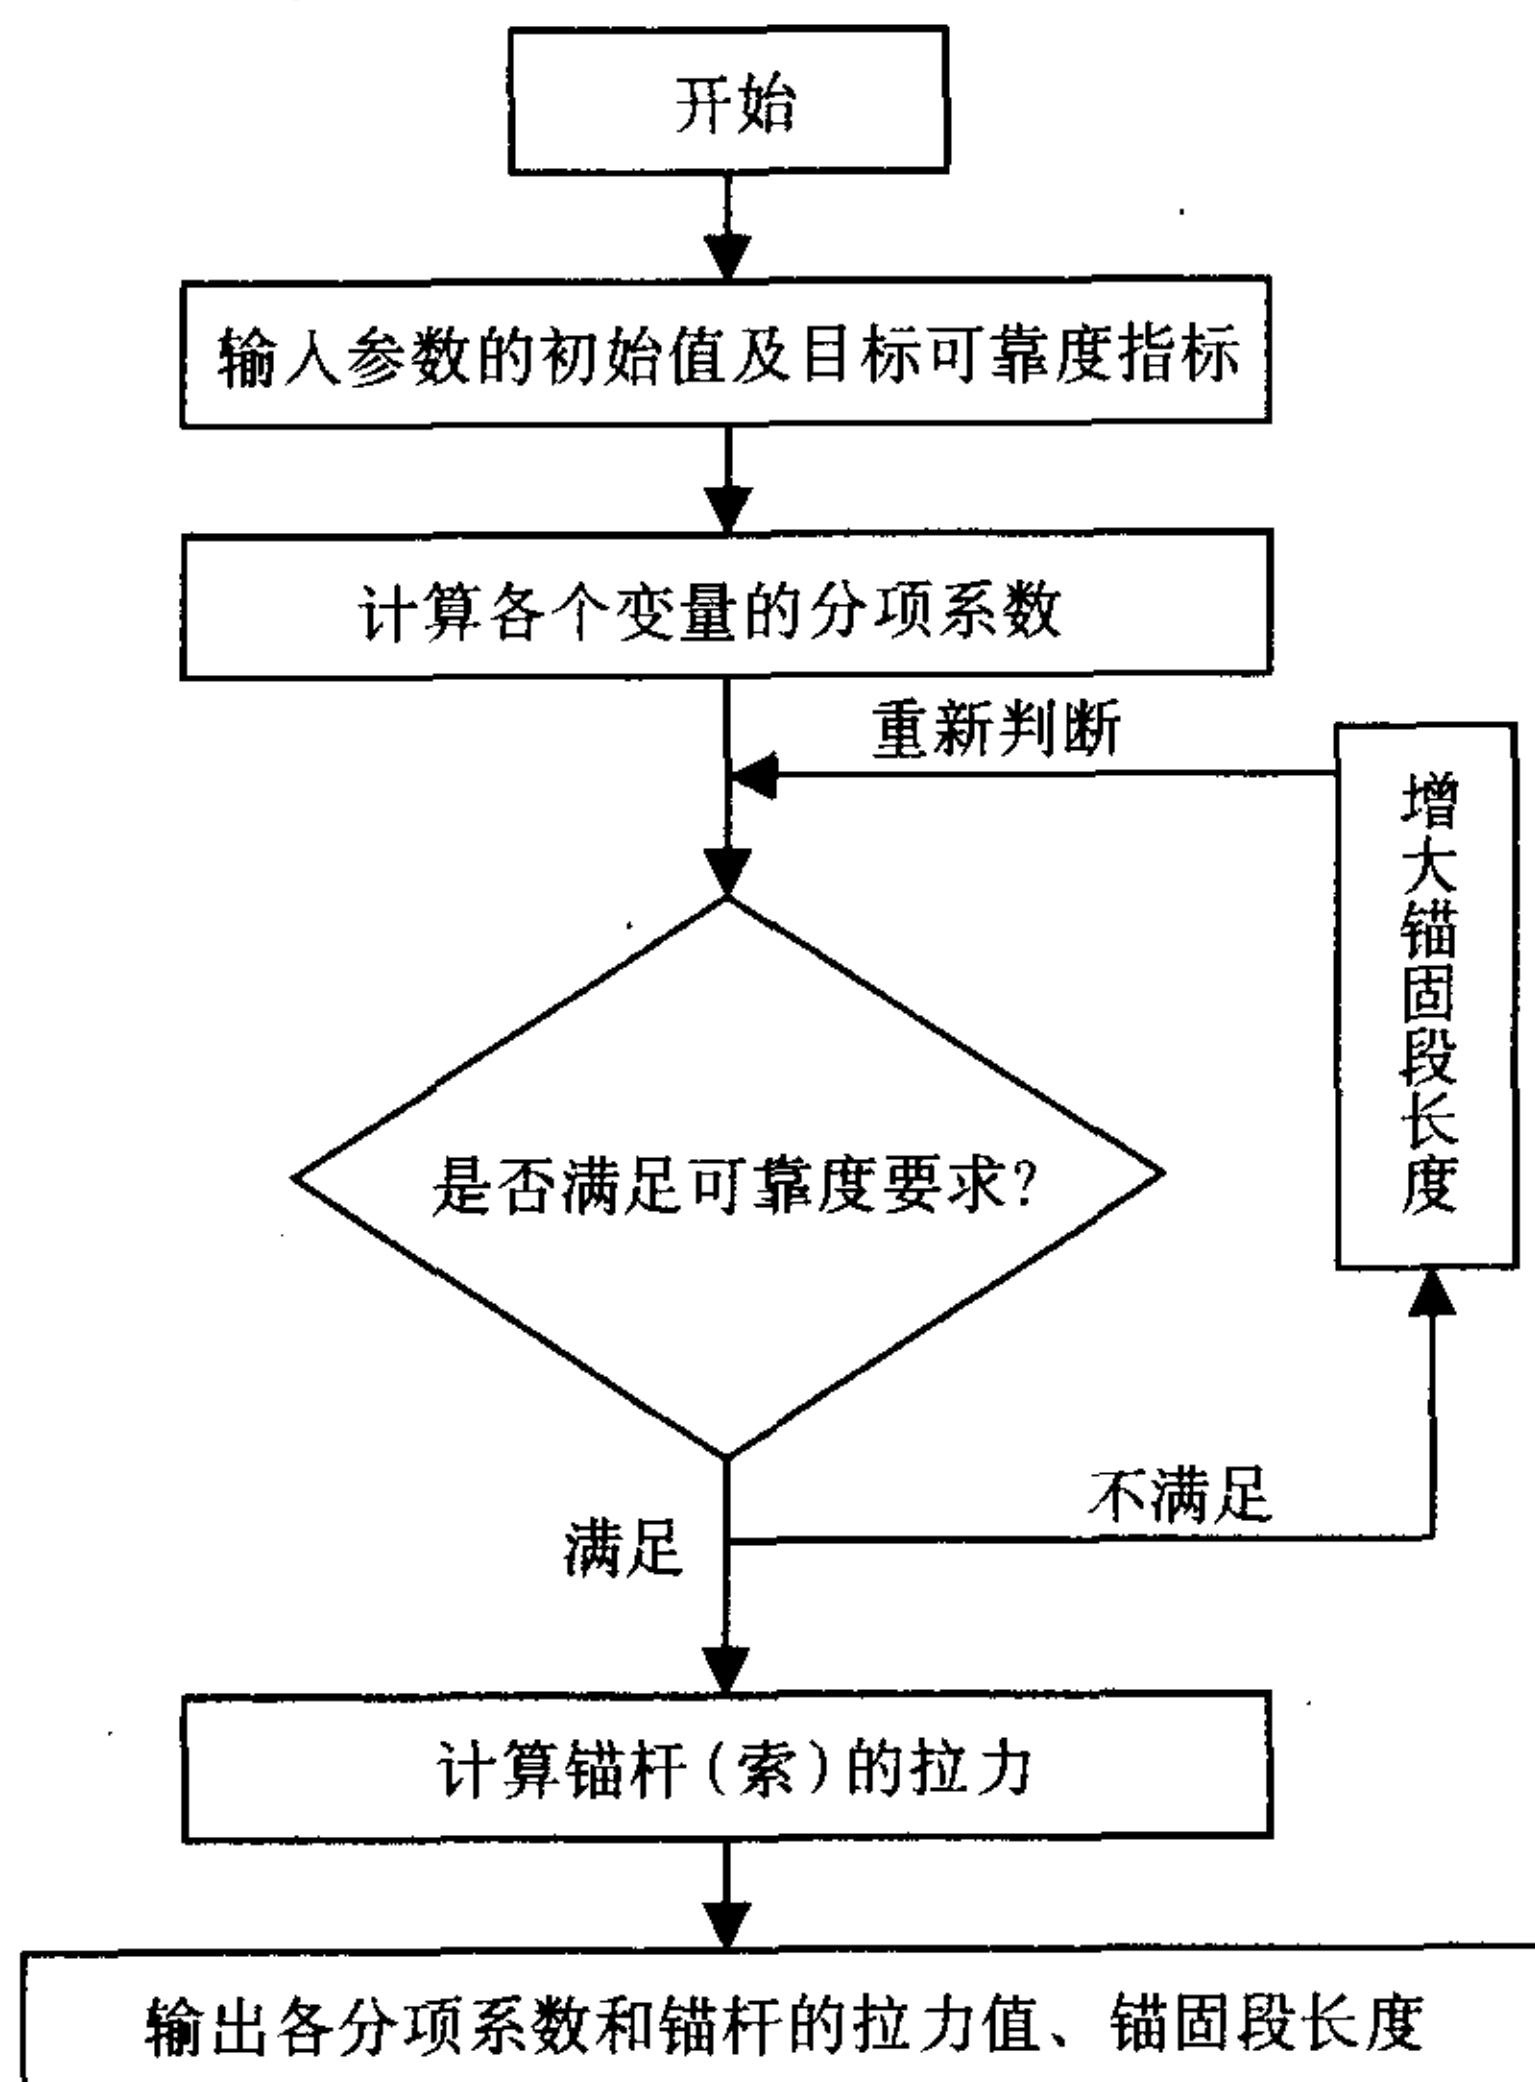 开始
输入参数的初始值及目标可靠度指标
计算各个变量的分项系数
重新判断
增大锚固段长度
是否满足可靠度要求?
不满足
满足
计算锚杆(索)的拉力
输出各分项系数和锚杆的拉力值、锚固段长度